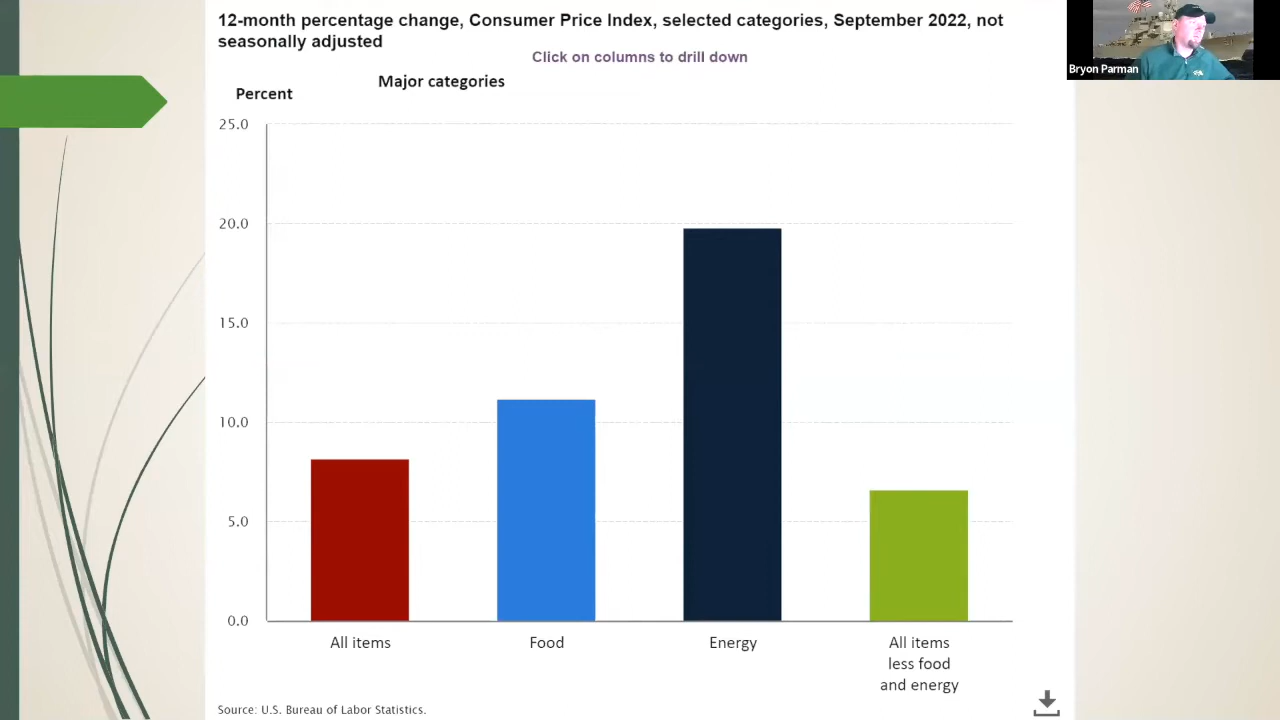 12-month percentage change, Consumer Price Index, selected categories, September 2022, not
seasonally adjusted
Click on columns to drill down
Major categories
Percent
25.0
20.0
15.0
10.0
5.0
0.0
All items
Food
Energy
All items
less food
and energy
Source: U.S. Bureau of Labor Statistics.
Bryon Parman